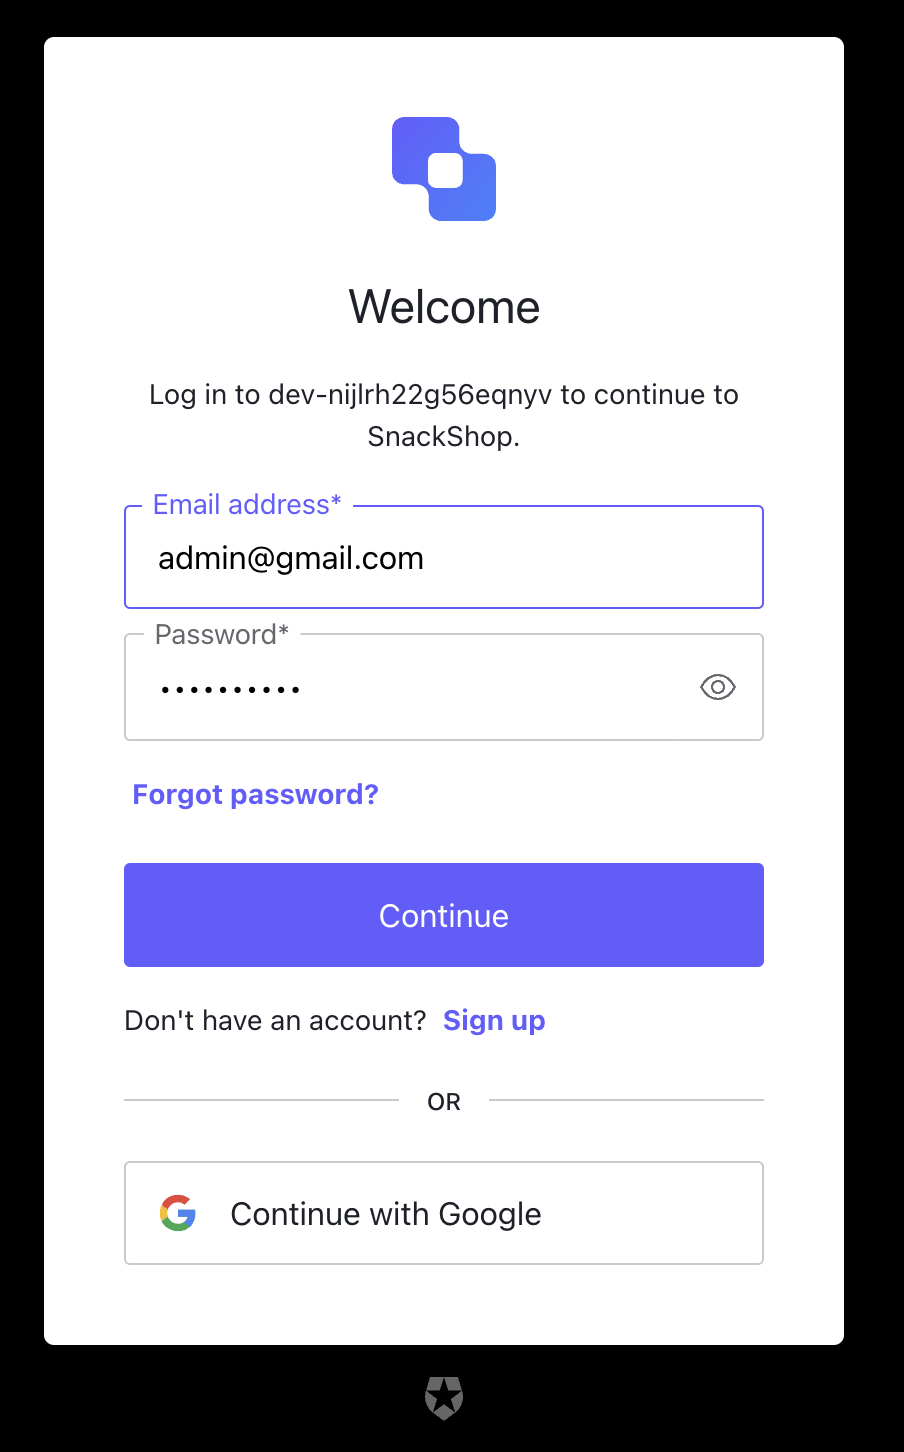 Welcome
Log in to dev-nijlrh22g56eqnyv to continue to
SnackShop.
Email address*
admin@gmail.com
Password*
••••••••••
Forgot password?
Continue
Don't have an account? Sign up
OR
Continue with Google